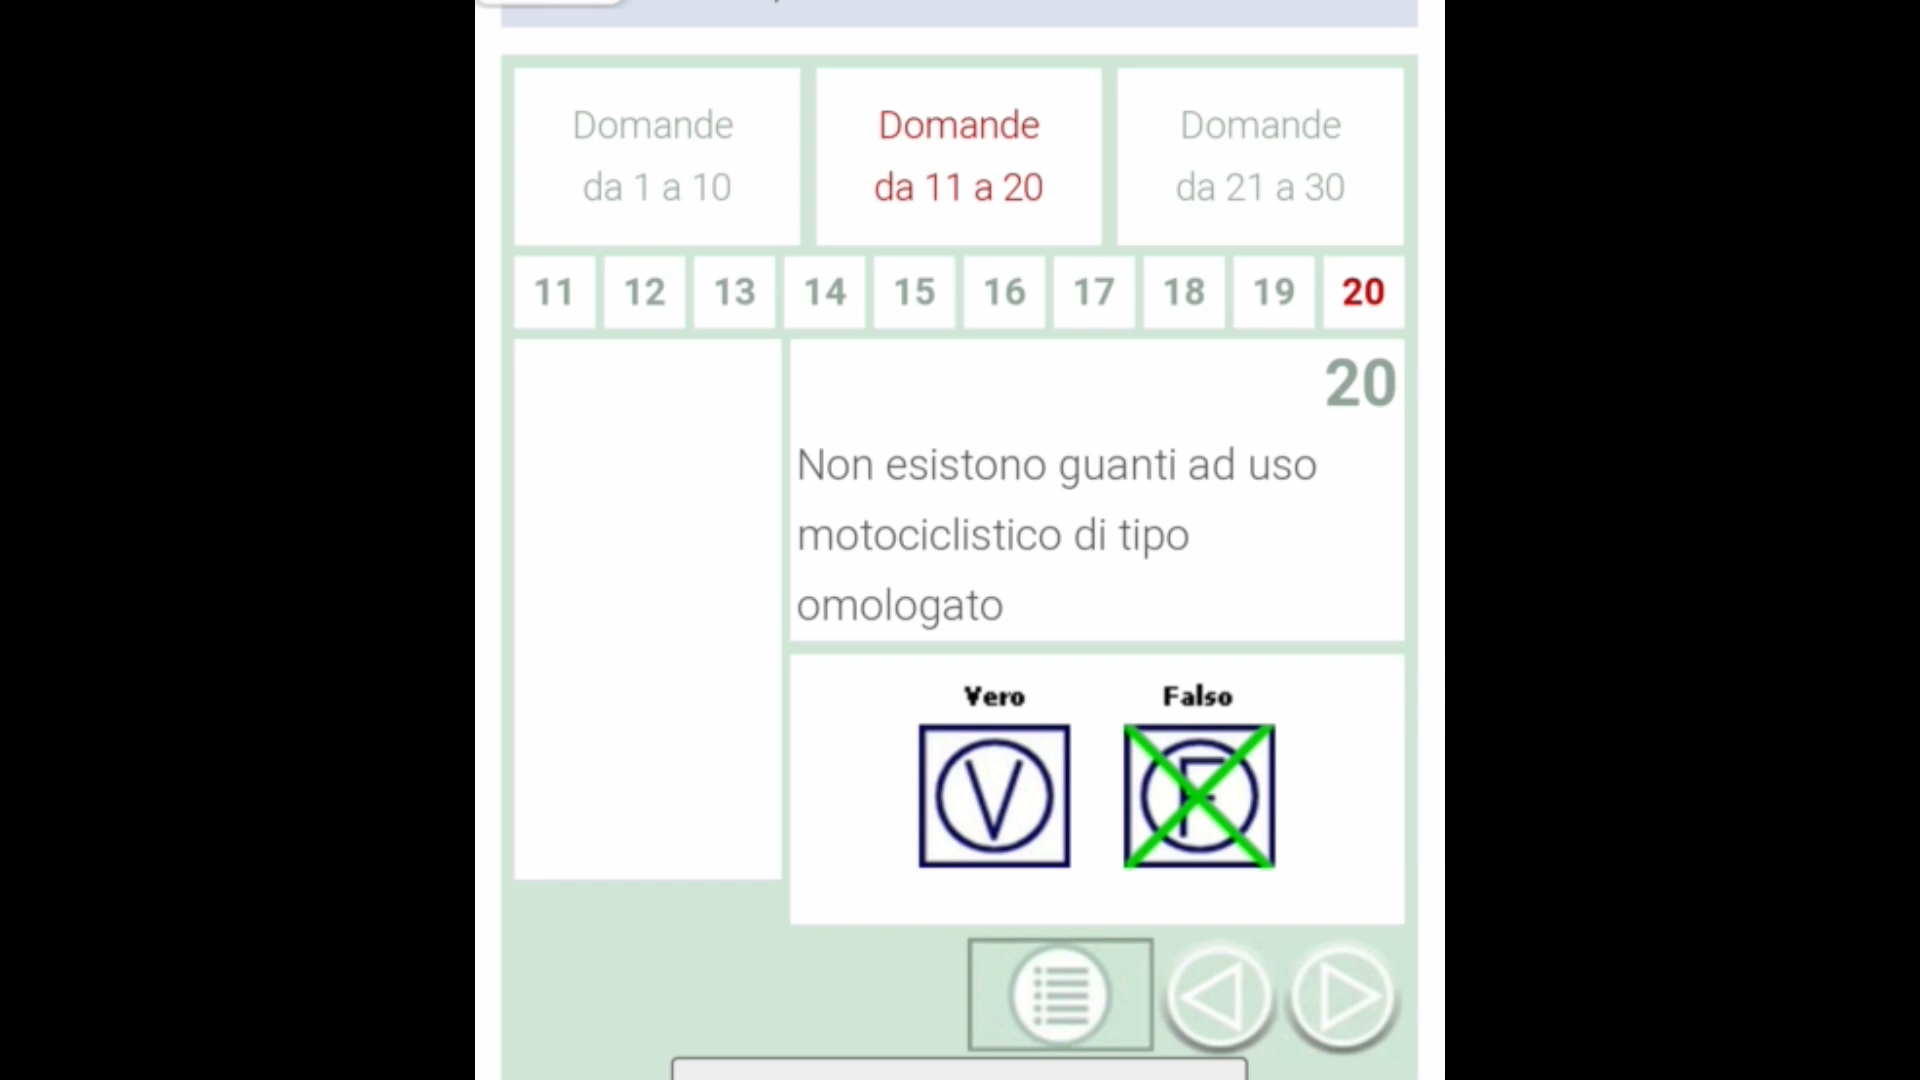 Domande
da 1 a 10
Domande
da 11 a 20
Domande
da 21 a 30
11 12 13 14 15 16 17 18 19 20
20
Non esistono guanti ad uso
motociclistico di tipo
omologato
Vero Falso
V F